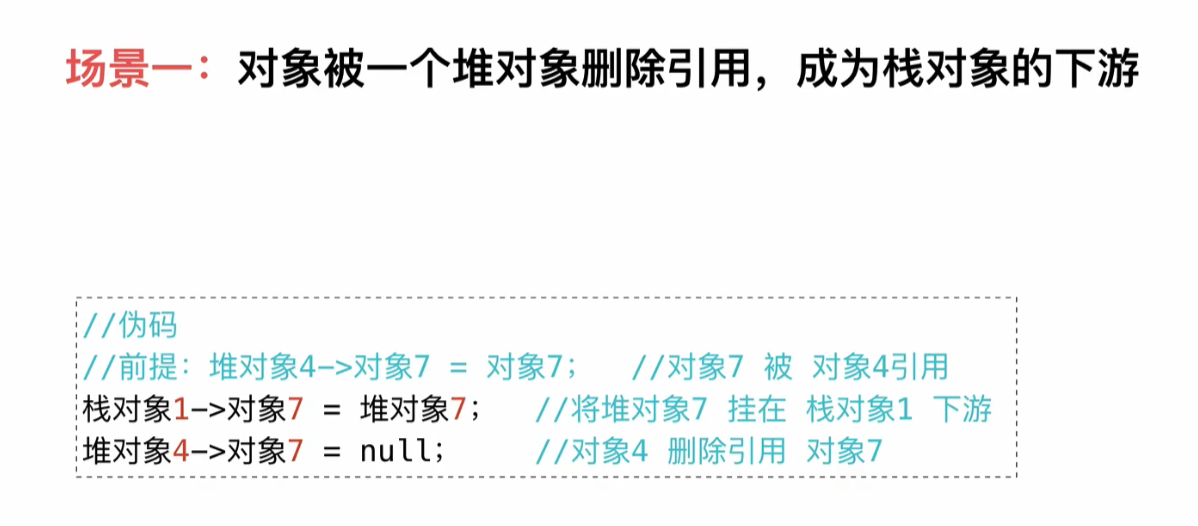 场景一：对象被一个堆对象删除引用，成为栈对象的下游
//伪码
//前提：堆对象4->对象7 = 对象7； //对象7 被 对象4引用
栈对象1->对象7 = 堆对象7； //将堆对象7 挂在 栈对象1 下游
堆对象4->对象7 = null； //对象4 删除引用 对象7